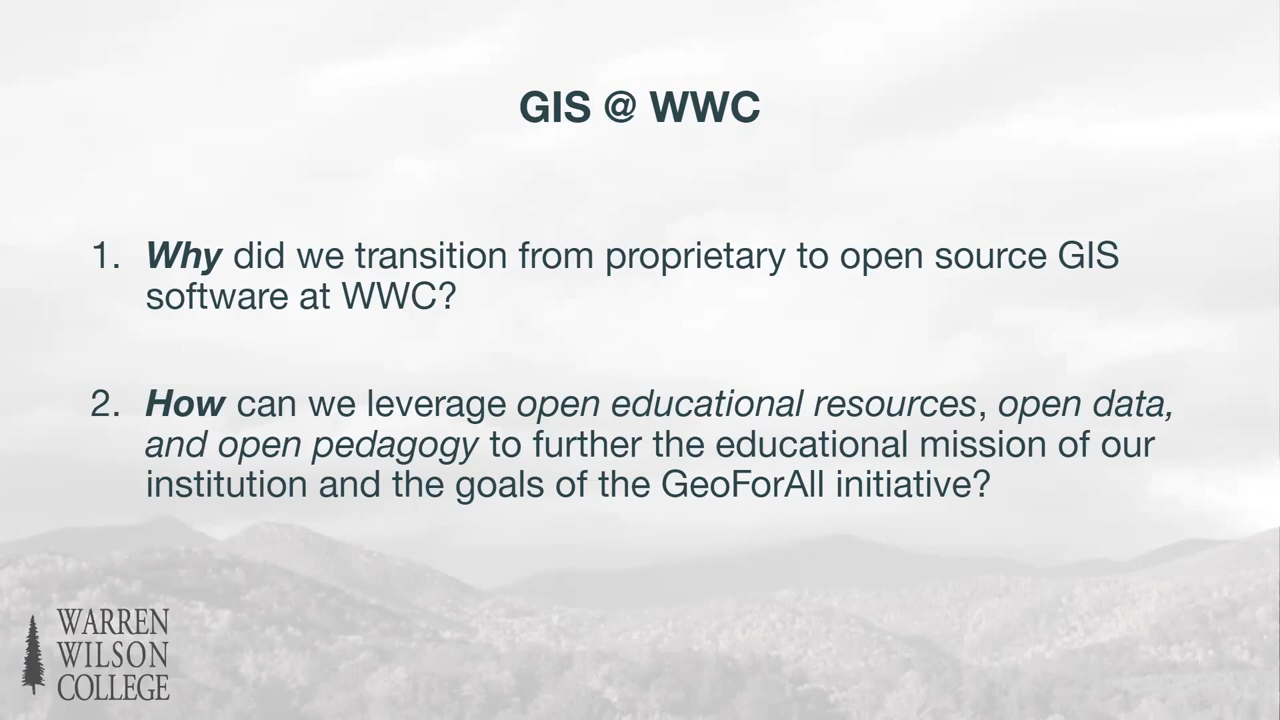 GIS @ WWC
1. Why did we transition from proprietary to open source GIS
software at WWC?
2. How can we leverage open educational resources, open data,
and open pedagogy to further the educational mission of our
institution and the goals of the GeoForAll initiative?
WARREN
WILSON
COLLEGE